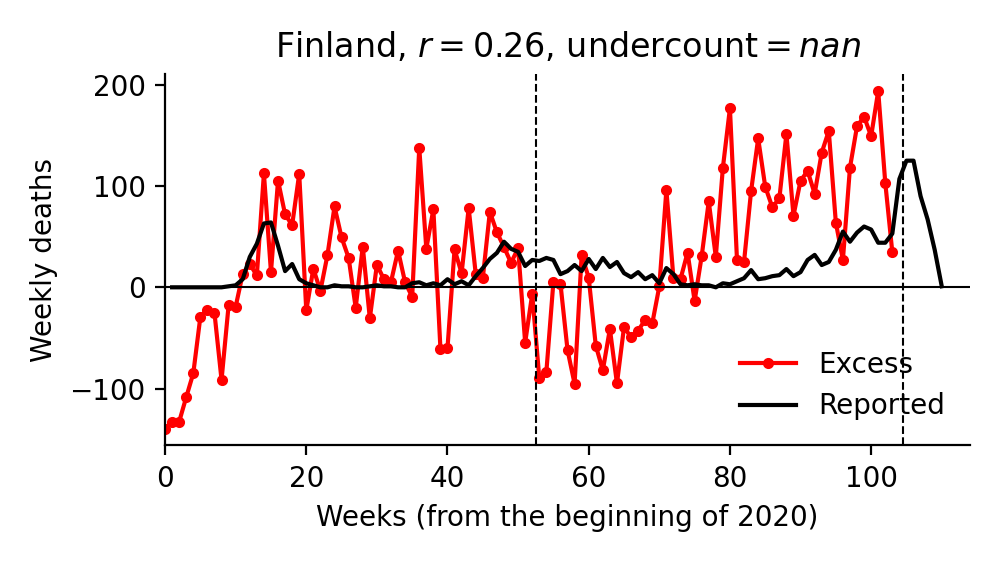 Finland, r = 0.26, undercount = nan
200
100
0
−100
Weekly deaths
Excess
Reported
0 20 40 60 80 100
Weeks (from the beginning of 2020)